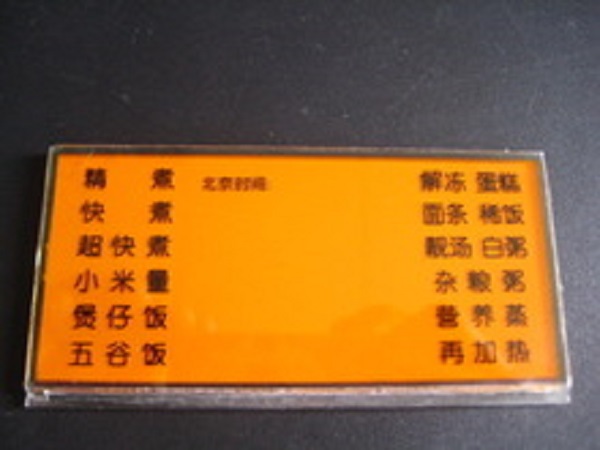 精煮 北京时间: 解冻 蛋糕
快煮 面条 稀饭
超快煮 靓汤 白粥
小米量 杂粮粥
煲仔饭 营养蒸
五谷饭 再加热